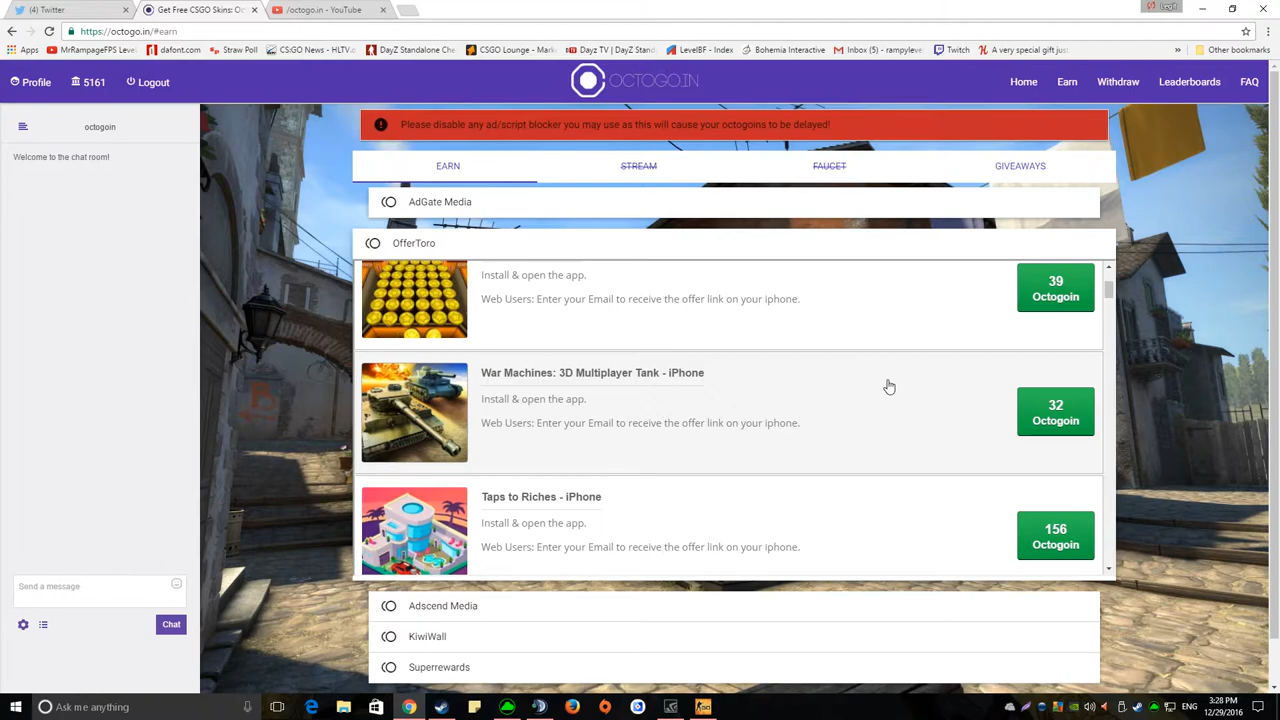 (4) Twitter
Get Free CSGO Skins: Oc
/octogo.in - YouTube
Legit
https://octogo.in/#earn
Apps
MrRampageFPS Level
dafont.com
Straw Poll
CS:GO News - HLTV.o
DayZ Standalone Che
CSGO Lounge - Mark
Dayz TV (DayZ Stand
LevelBF - Index
Bohemia Interactive
Inbox (2) - rampylevel
Twitch
A very special gift just
»
Other bookmarks
Profile
5161
Logout
OCTOGO.IN
Home
Earn
Withdraw
Leaderboards
FAQ
octogoin
Welcome to the chat room!
Please disable any ad/script blocker you may use as this will cause your octogoins to be delayed!
EARN
STREAM
FAUCET
GIVEAWAYS
AdGate Media
OfferToro
Install & open the app.
Web Users: Enter your Email to receive the offer link on your iphone.
39
Octogoin
War Machines: 3D Multiplayer Tank - iPhone
Install & open the app.
Web Users: Enter your Email to receive the offer link on your iphone.
32
Octogoin
Taps to Riches - iPhone
Install & open the app.
Web Users: Enter your Email to receive the offer link on your iphone.
156
Octogoin
Adscend Media
KiwiWall
Superrewards
Send a message
Chat
Ask me anything
3:28 PM
12/29/2016